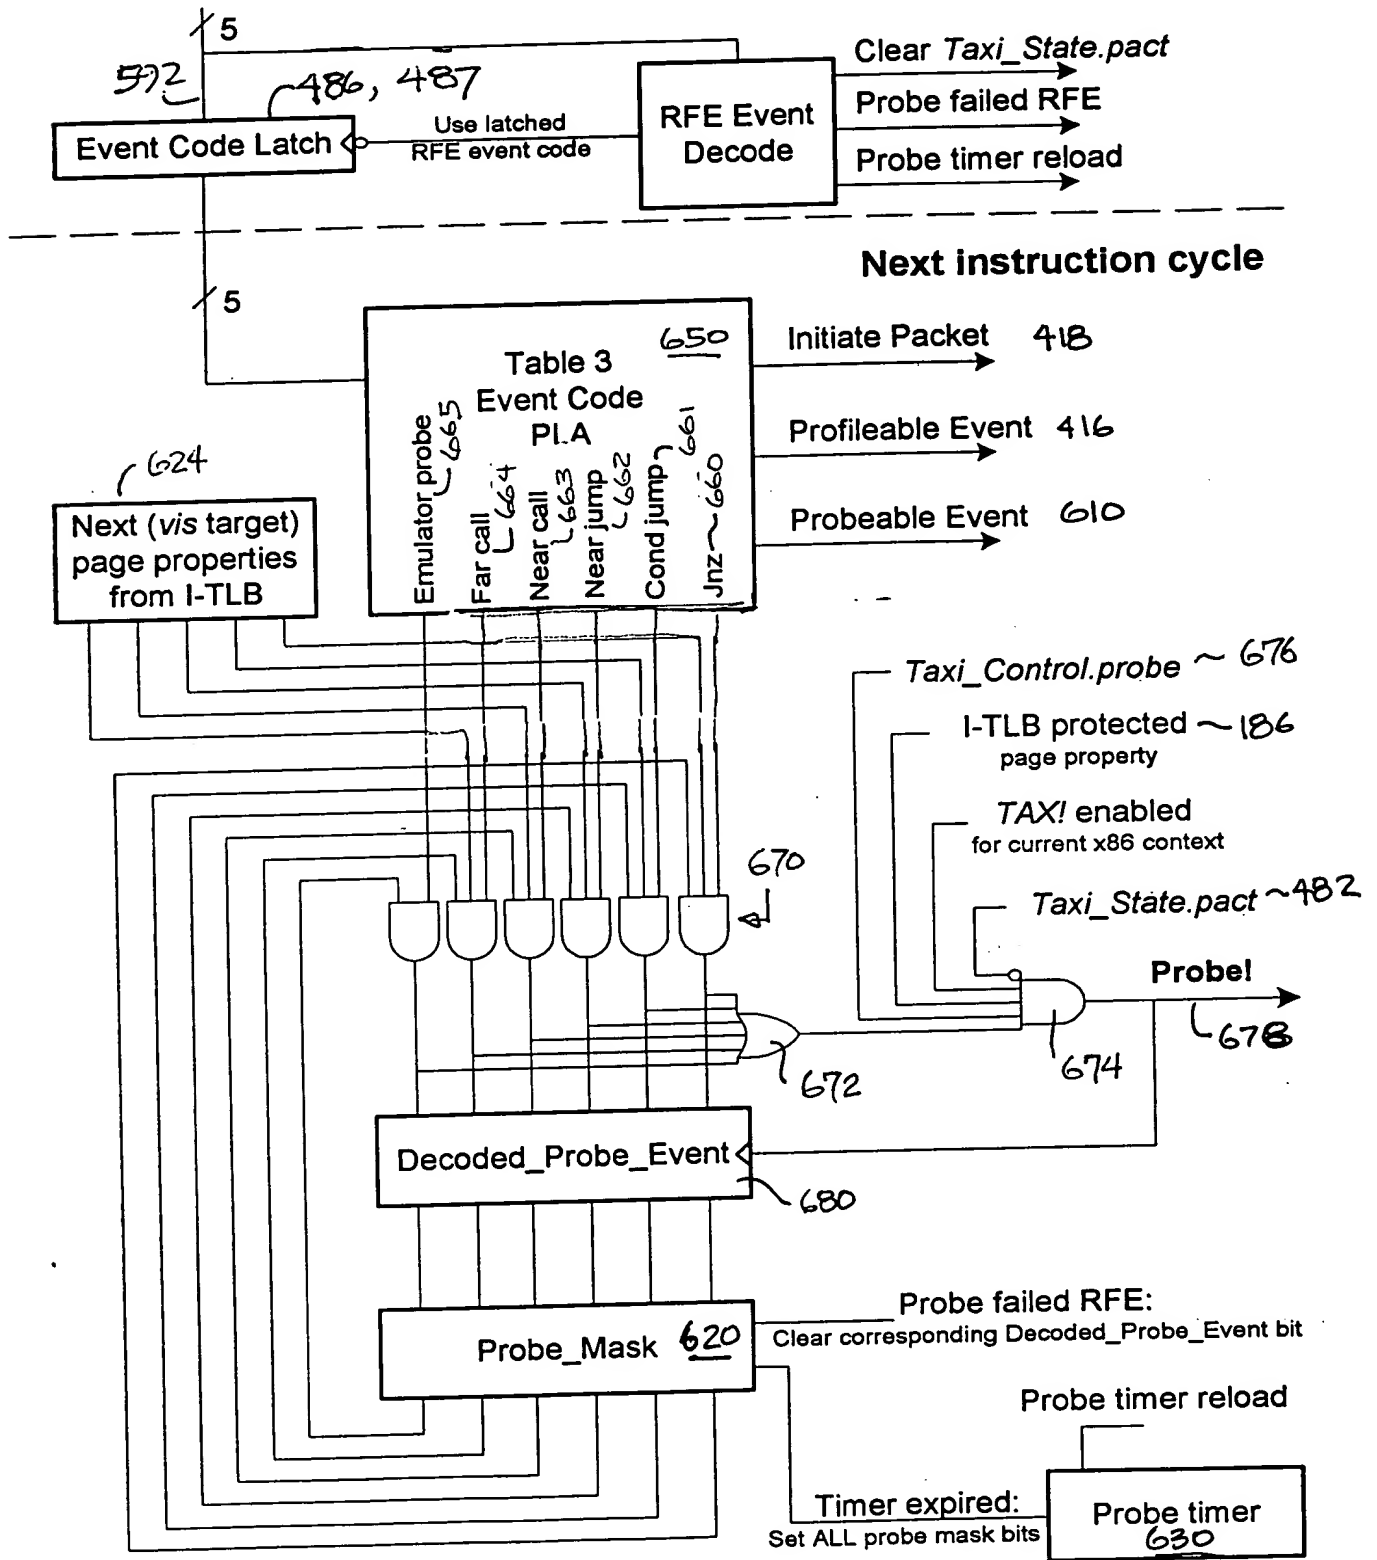 5
592
486, 487
Event Code Latch
Use latched
RFE event code
RFE Event
Decode
Clear Taxi_State.pact
Probe failed RFE
Probe timer reload
Next instruction cycle
5
650
Table 3
Event Code
PLA
Emulator probe
665
Far call
664
Near call
663
Near jump
662
Cond jump
661
Jnz
660
Initiate Packet 418
Profileable Event 416
Probeable Event 610
624
Next (vis target)
page properties
from I-TLB
Taxi_Control.probe 676
I-TLB protected 186
page property
TAX! enabled
for current x86 context
Taxi_State.pact 482
670
Probe!
678
674
672
Decoded_Probe_Event
680
Probe_Mask 620
Probe failed RFE:
Clear corresponding Decoded_Probe_Event bit
Probe timer reload
Timer expired:
Set ALL probe mask bits
Probe timer
630